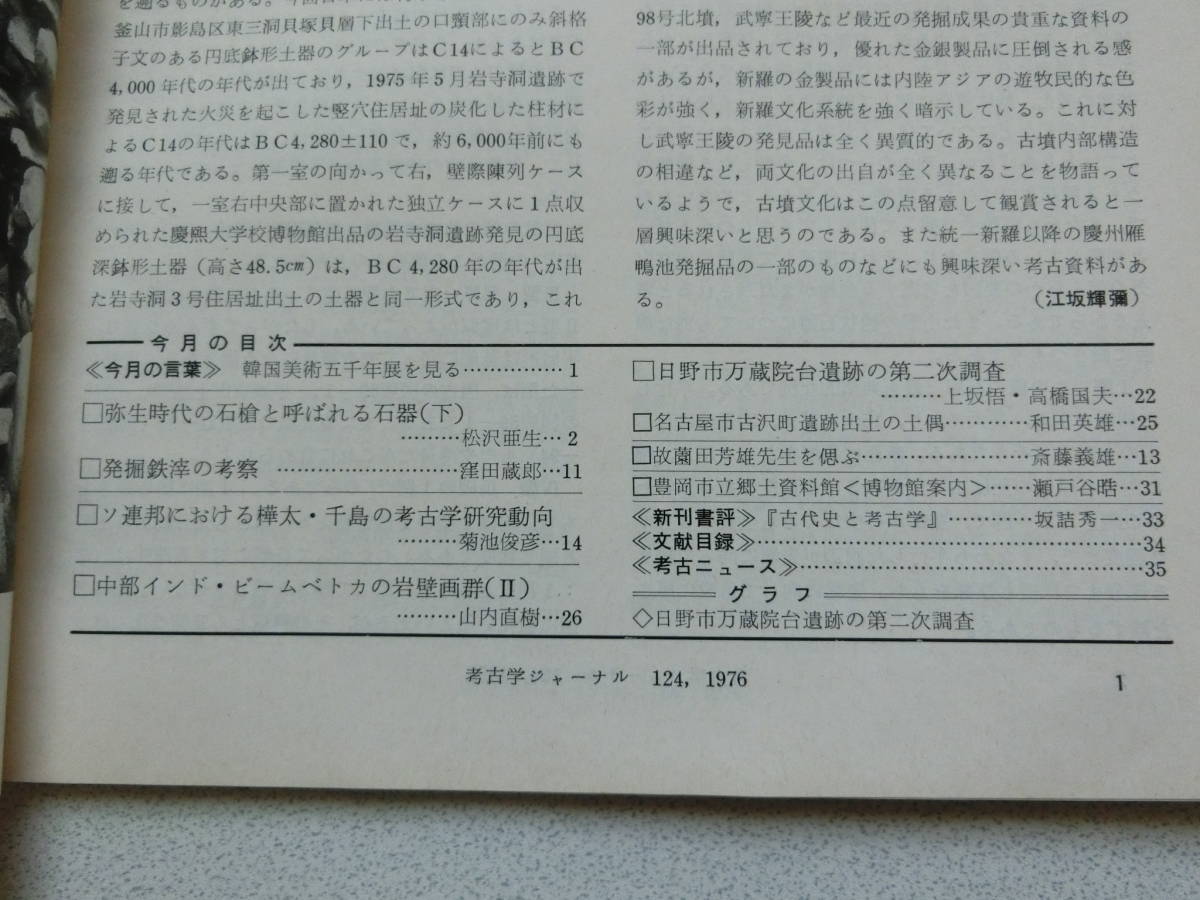 釜山市影島区東三洞貝塚貝層下出土の口頸部にのみ斜格
子文のある円底鉢形土器のグループはC14によるとBC
4,000年代の年代が出ており，1975年5月岩寺洞遺跡で
発見された火災を起こした竪穴住居址の炭化した柱材に
よるC14の年代はBC4,280±110で，約6,000年前にも
遡る年代である。第一室の向かって右，壁際陳列ケース
に接して，一室右中央部に置かれた独立ケースに1点収
められた慶熙大学校博物館出品の岩寺洞遺跡発見の円底
深鉢形土器（高さ48.5cm）は，BC4,280年の年代が出
た岩寺洞3号住居址出土の土器と同一形式であり，これ
98号北墳，武寧王陵など最近の発掘成果の貴重な資料の
一部が出品されており，優れた金銀製品に圧倒される感
があるが，新羅の金製品には内陸アジアの遊牧民的な色
彩が強く，新羅文化系統を強く暗示している。これに対
し武寧王陵の発見品は全く異質的である。古墳内部構造
の相違など，両文化の出自が全く異なることを物語って
いるようで，古墳文化はこの点留意して観賞されると一
層興味深いと思うのである。また統一新羅以降の慶州雁
鴨池発掘品の一部のものなどにも興味深い考古資料があ
る。（江坂輝彌）
今月の目次
≪今月の言葉≫ 韓国美術五千年展を見る……………1
□弥生時代の石槍と呼ばれる石器（下）
………松沢亜生…2
□発掘鉄滓の考察 ……………………窪田蔵郎…11
□ソ連邦における樺太・千島の考古学研究動向
………菊池俊彦…14
□中部インド・ビームベトカの岩壁画群（Ⅱ）
………山内直樹…26
□日野市万蔵院台遺跡の第二次調査
………上坂悟・高橋国夫…22
□名古屋市古沢町遺跡出土の土偶…………和田英雄…25
□故薗田芳雄先生を偲ぶ…………………斎藤義雄…13
□豊岡市立郷土資料館＜博物館案内＞……瀬戸谷晧…31
≪新刊書評≫『古代史と考古学』…………坂詰秀一…33
≪文献目録≫……………………………………………34
≪考古ニュース≫………………………………………35
グラフ
◇日野市万蔵院台遺跡の第二次調査
考古学ジャーナル 124, 1976
1